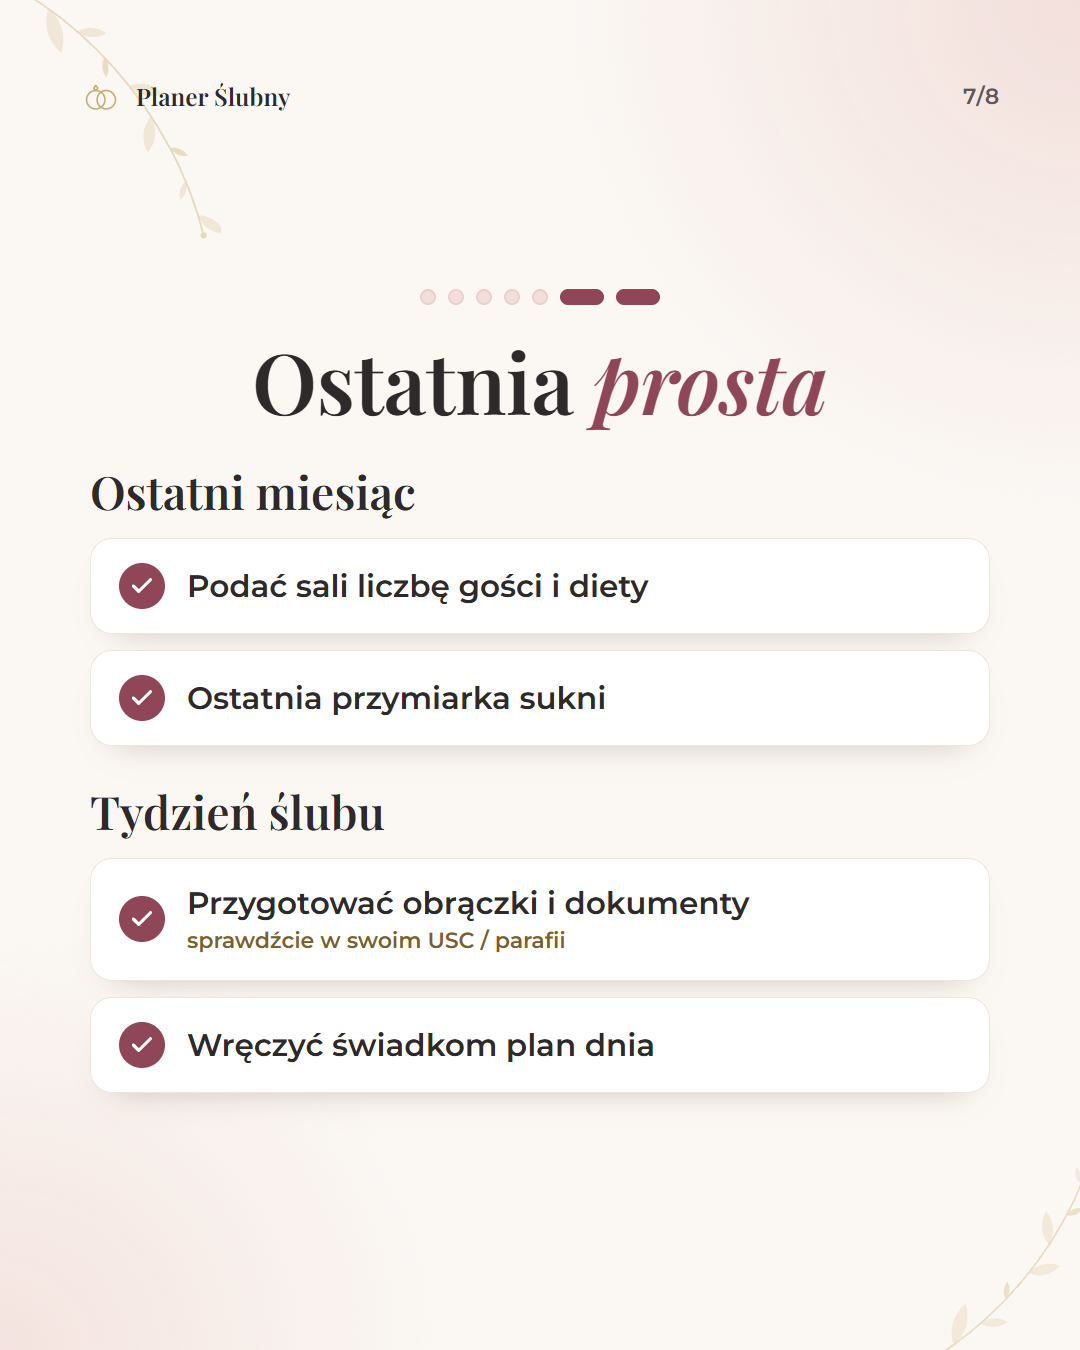 Planer Ślubny
7/8
Ostatnia prosta
Ostatni miesiąc
Podać sali liczbę gości i diety
Ostatnia przymiarka sukni
Tydzień ślubu
Przygotować obrączki i dokumenty
sprawdźcie w swoim USC / parafii
Wręczyć świadkom plan dnia